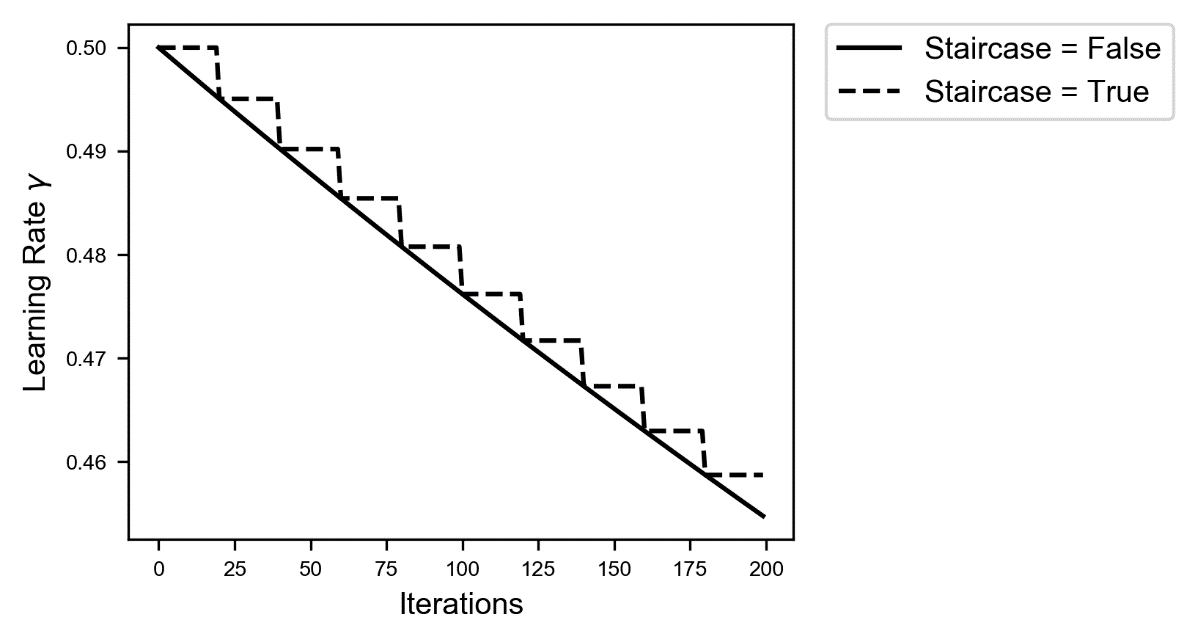 0.50
0.49
0.48
0.47
0.46
Learning Rate γ
0 25 50 75 100 125 150 175 200
Iterations
Staircase = False
Staircase = True